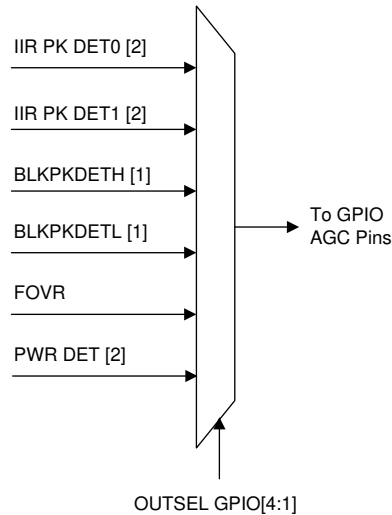 IIR PK DET0 [2]
IIR PK DET1 [2]
BLKPKDETH [1]
BLKPKDETL [1]
FOVR
PWR DET [2]
To GPIO
AGC Pins
OUTSEL GPIO[4:1]